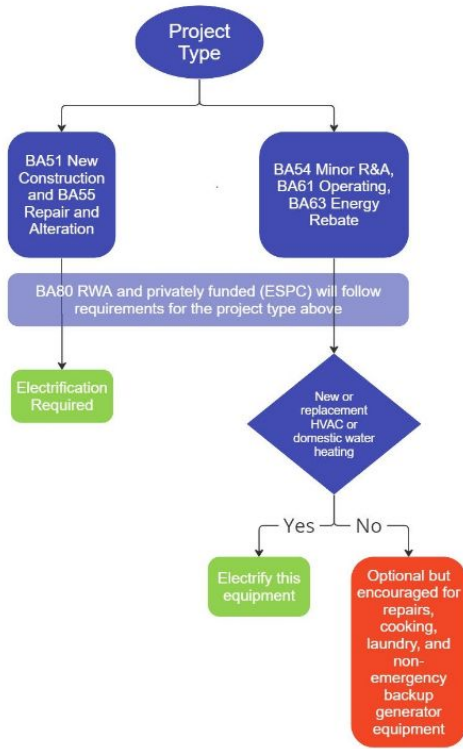 Project
Type
BA51 New
Construction
and BA55
Repair and
Alteration
BA54 Minor R&A,
BA61 Operating,
BA63 Energy
Rebate
BA80 RWA and privately funded (ESPC) will follow
requirements for the project type above
Electrification
Required
New or
replacement
HVAC or
domestic water
heating
Yes
No
Electrify this
equipment
Optional but
encouraged for
repairs,
cooking,
laundry, and
non-
emergency
backup
generator
equipment